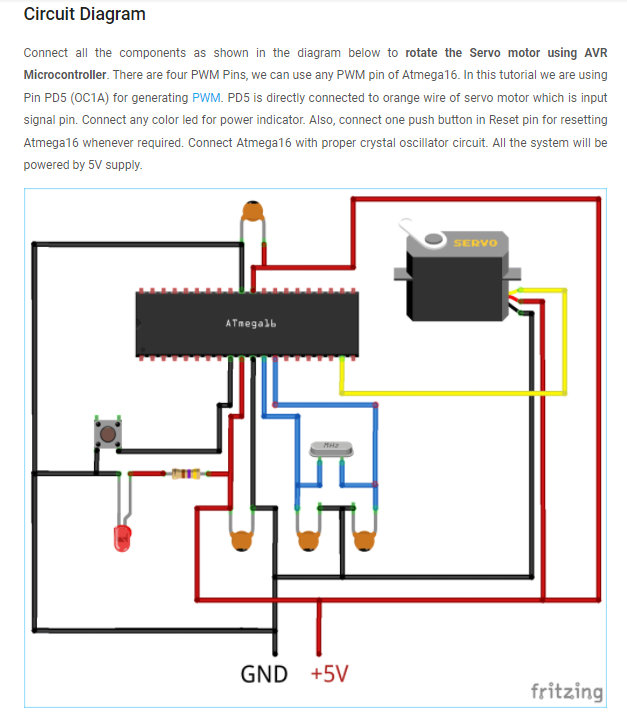 Circuit Diagram
Connect all the components as shown in the diagram below to rotate the Servo motor using AVR
Microcontroller. There are four PWM Pins, we can use any PWM pin of Atmega16. In this tutorial we are using
Pin PD5 (OC1A) for generating PWM. PD5 is directly connected to orange wire of servo motor which is input
signal pin. Connect any color led for power indicator. Also, connect one push button in Reset pin for resetting
Atmega16 whenever required. Connect Atmega16 with proper crystal oscillator circuit. All the system will be
powered by 5V supply.
SERVO
ATmega16
MHz
GND +5V
fritzing